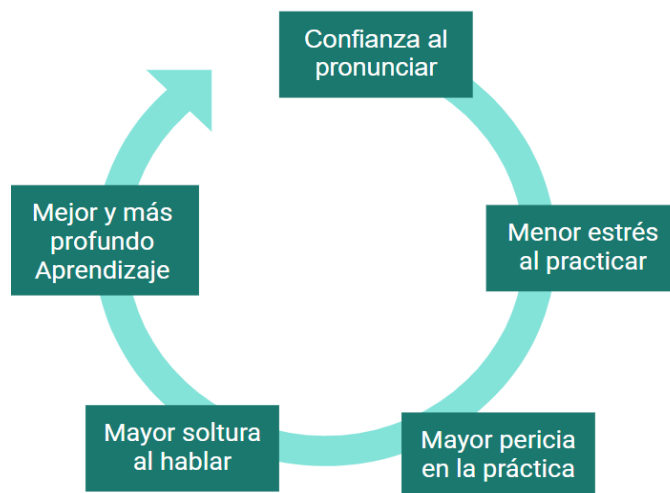 Confianza al
pronunciar
Menor estrés
al practicar
Mayor pericia
en la práctica
Mayor soltura
al hablar
Mejor y más
profundo
Aprendizaje